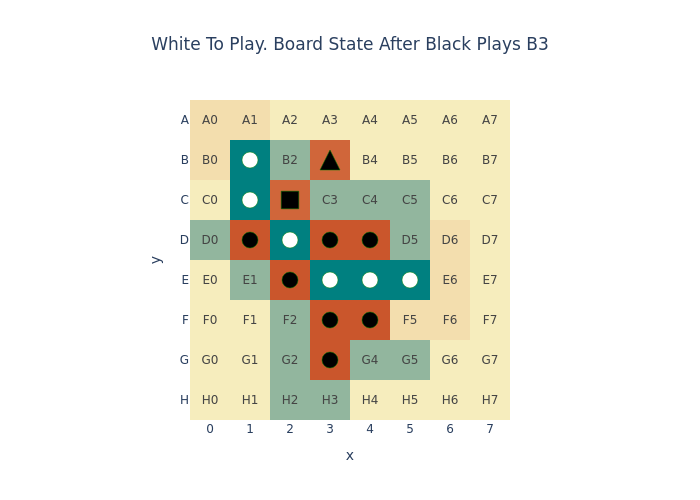 White To Play. Board State After Black Plays B3
A A0 A1 A2 A3 A4 A5 A6 A7
B B0 B2 B4 B5 B6 B7
C C0 C3 C4 C5 C6 C7
D D0 D5 D6 D7
y
E E0 E1 E6 E7
F F0 F1 F2 F5 F6 F7
G G0 G1 G2 G4 G5 G6 G7
H H0 H1 H2 H3 H4 H5 H6 H7
0 1 2 3 4 5 6 7
x